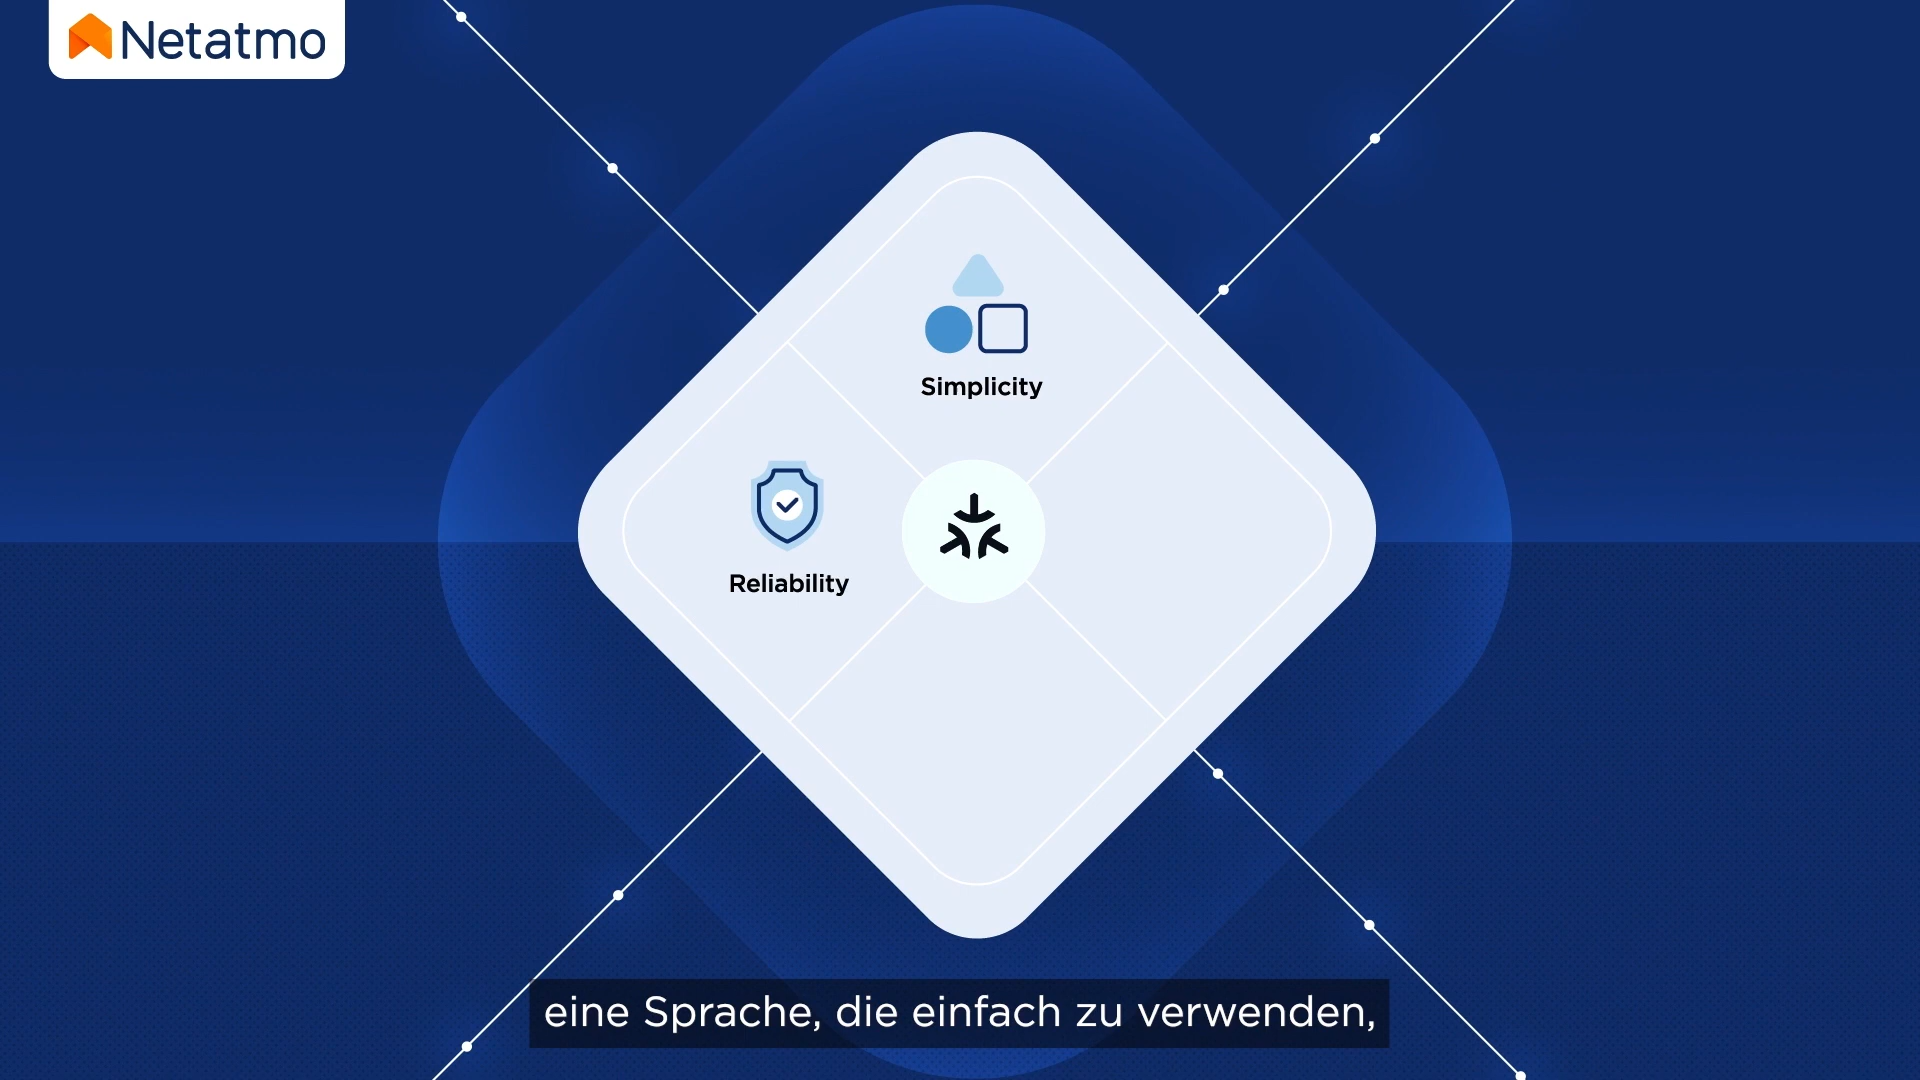 Netatmo
Simplicity
Reliability
eine Sprache, die einfach zu verwenden,